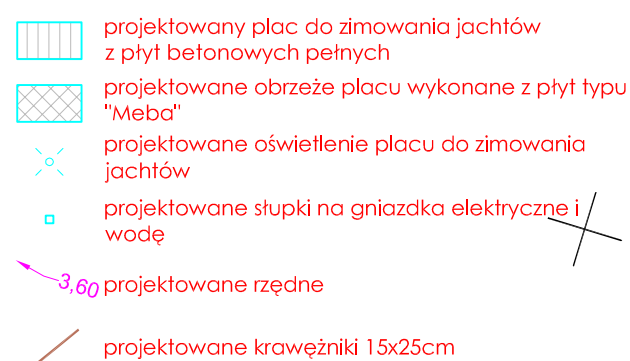 projektowany plac do zimowania jachtów
z płyt betonowych pełnych
projektowane obrzeże placu wykonane z płyt typu
"Meba"
projektowane oświetlenie placu do zimowania
jachtów
projektowane słupki na gniazdka elektryczne i
wodę
3,60 projektowane rzędne
projektowane krawężniki 15x25cm